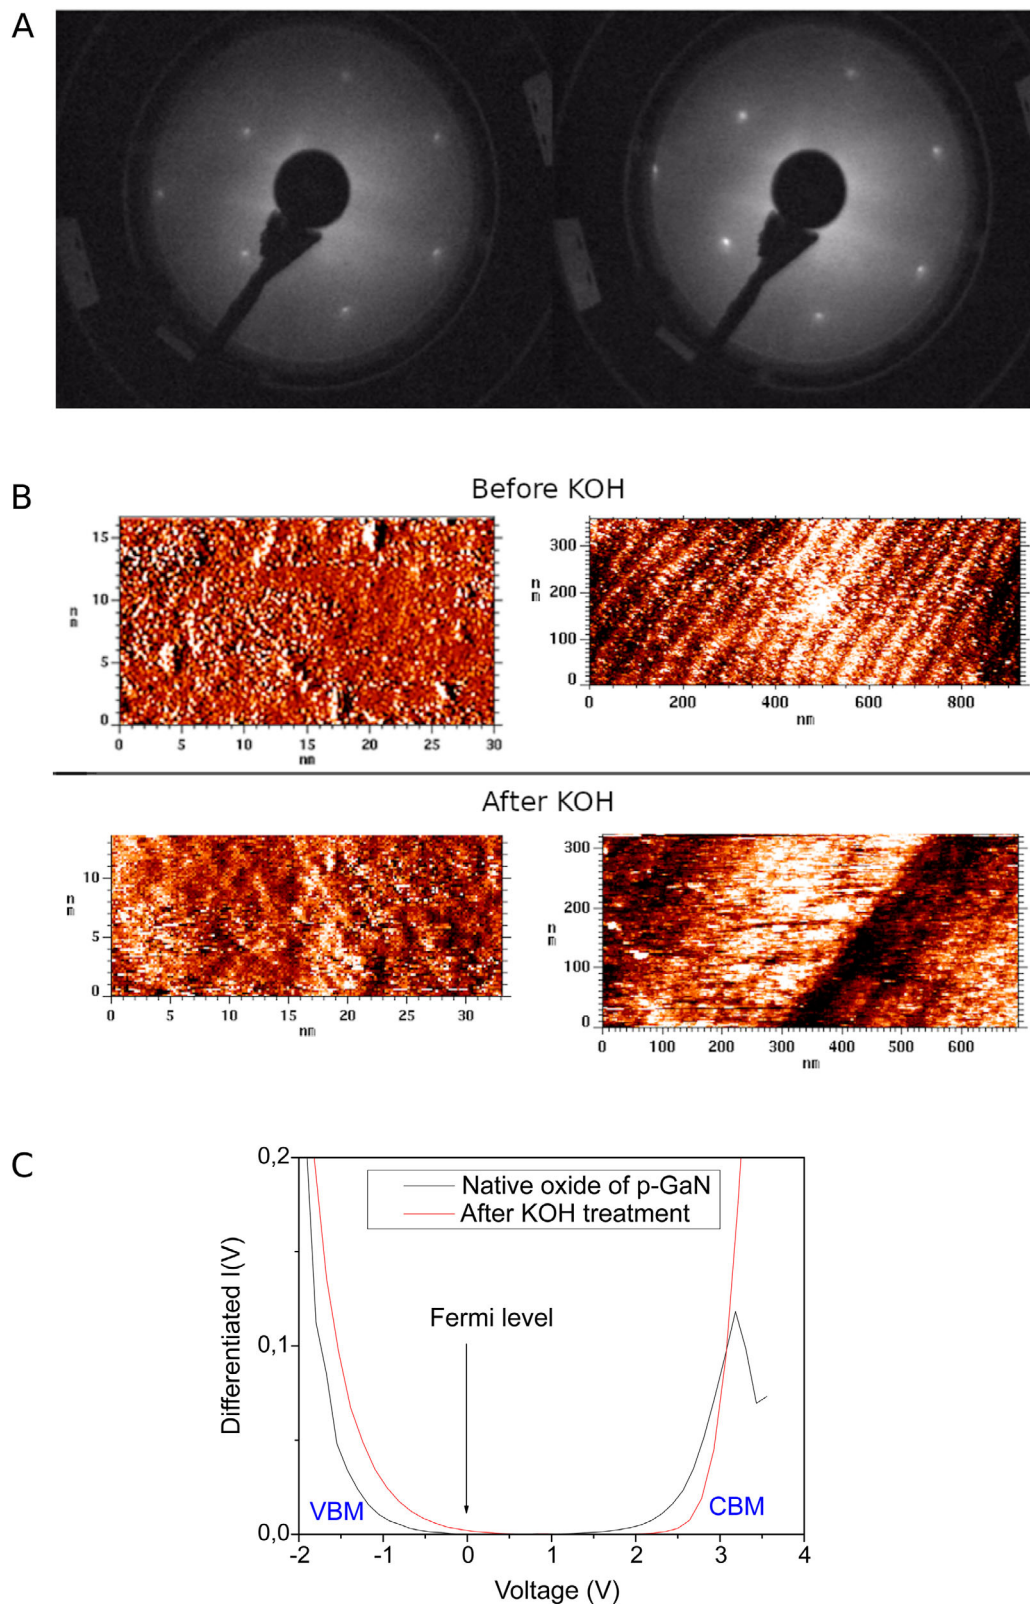 A
B
Before KOH
15
10
5
0
nm
0 5 10 15 20 25 30
nm
300
200
100
0
nm
0 200 400 600 800
nm
After KOH
10
5
0
nm
0 5 10 15 20 25 30
nm
300
200
100
0
nm
0 100 200 300 400 500 600
nm
C
0,2
0,1
0,0
Differentiated I(V)
Native oxide of p-GaN
After KOH treatment
Fermi level
VBM
CBM
-2 -1 0 1 2 3 4
Voltage (V)